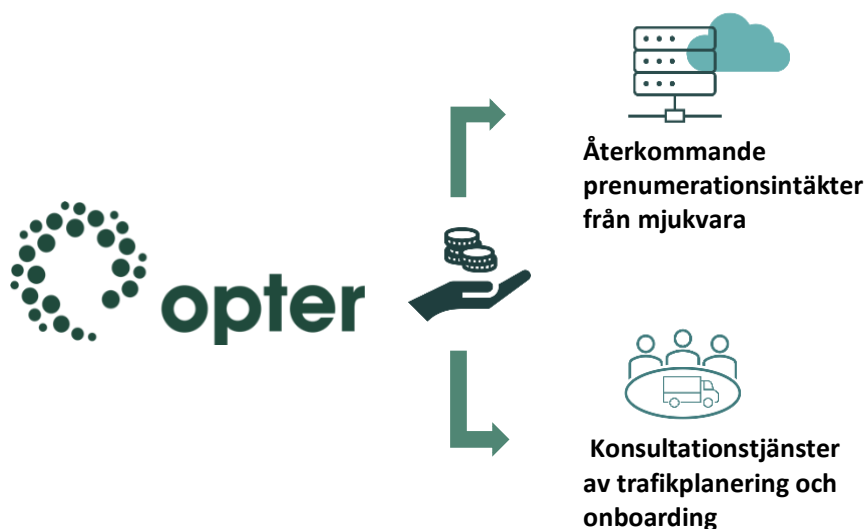 opter
Återkommande
prenumerationsintäkter
från mjukvara
Konsultationstjänster
av trafikplanering och
onboarding